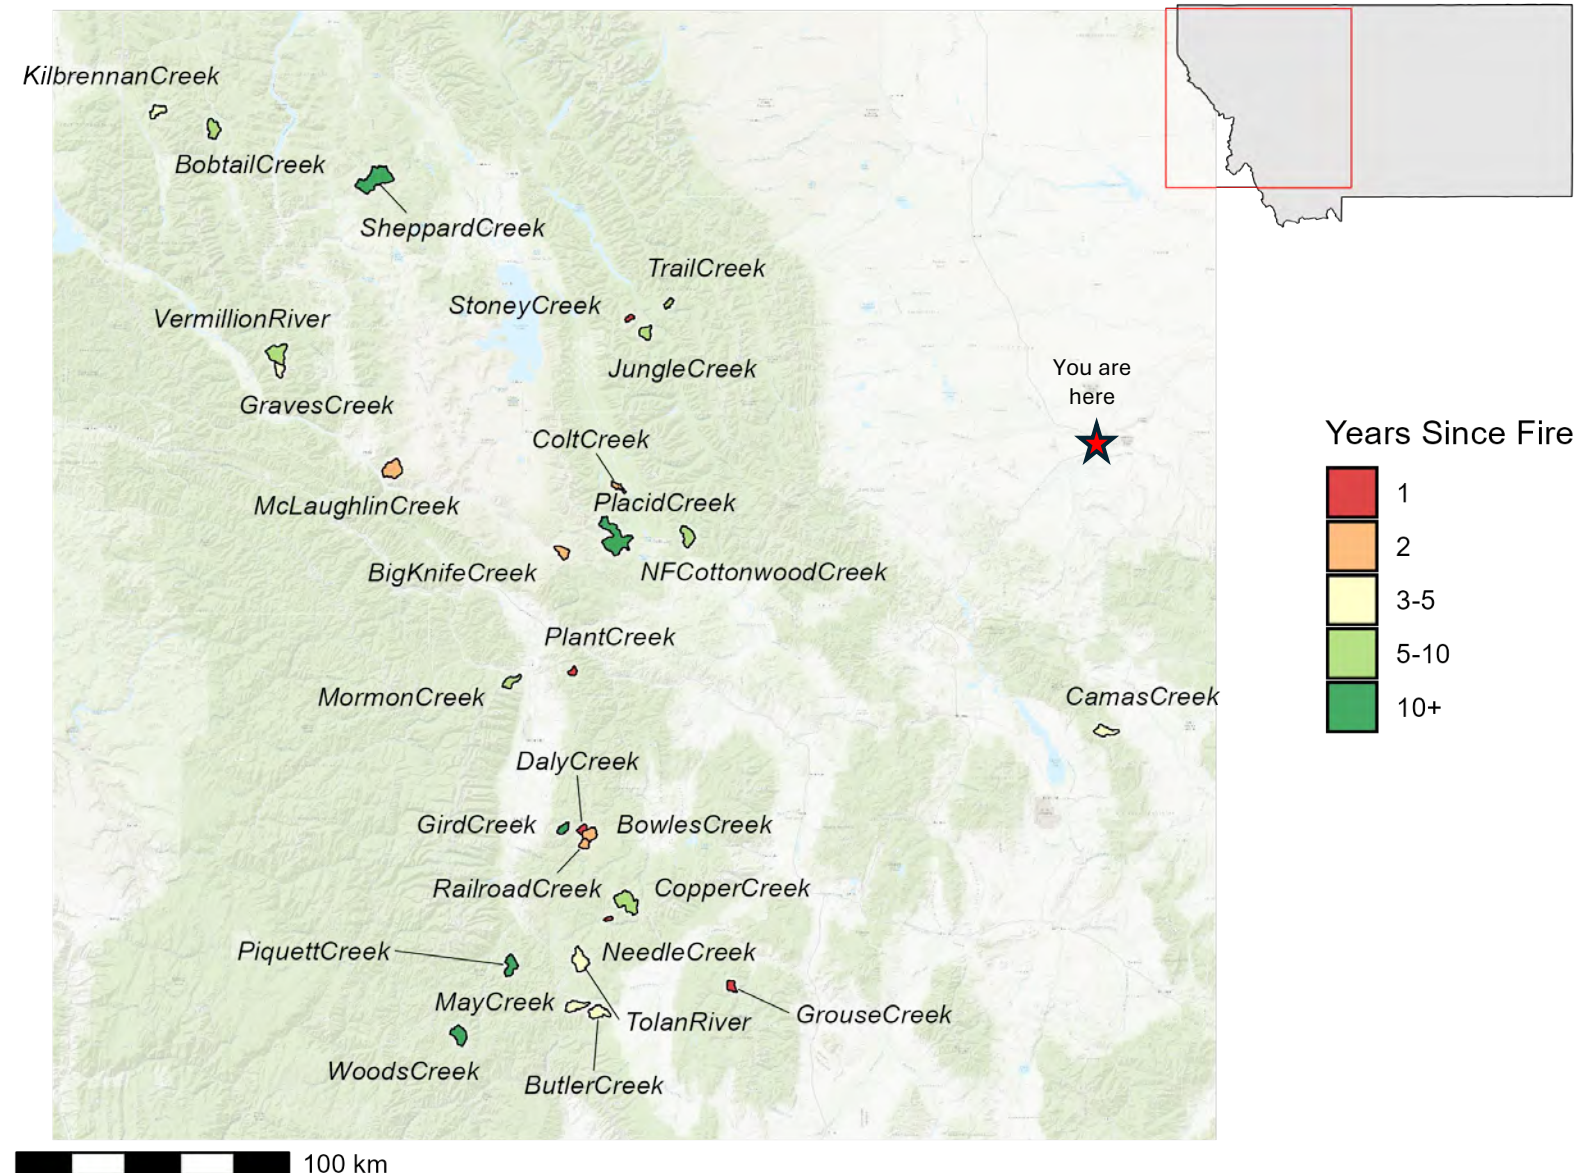 KilbrennanCreek
BobtailCreek
SheppardCreek
TrailCreek
StoneyCreek
VermillionRiver
JungleCreek
You are
here
GravesCreek
ColtCreek
PlacidCreek
McLaughlinCreek
BigKnifeCreek
NFCottonwoodCreek
PlantCreek
MormonCreek
CamasCreek
DalyCreek
GirdCreek
BowlesCreek
RailroadCreek
CopperCreek
PiquettCreek
NeedleCreek
MayCreek
TolanRiver
GrouseCreek
WoodsCreek
ButlerCreek
100 km
Years Since Fire
1
2
3-5
5-10
10+